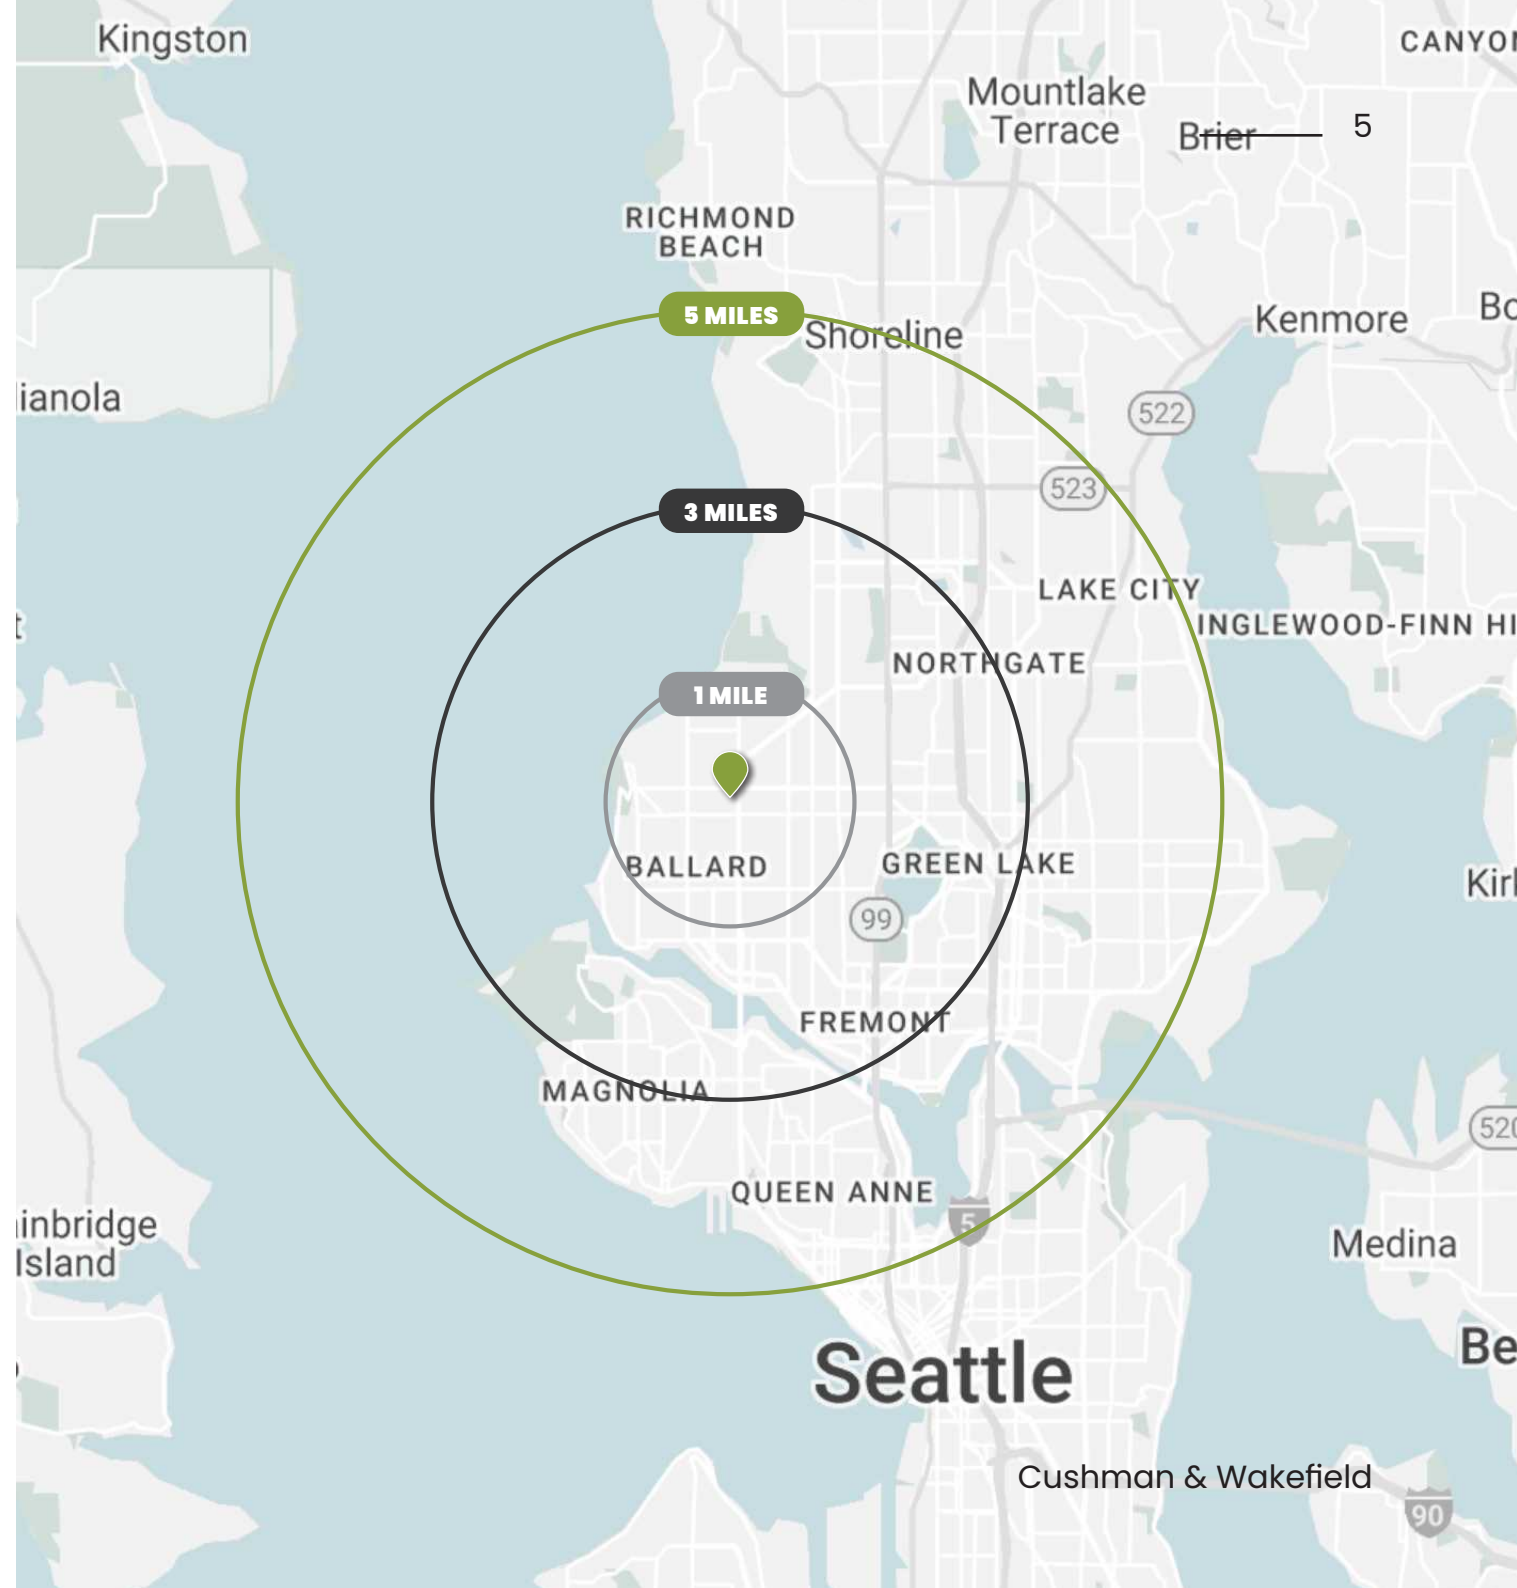 Kingston
CANYON
Mountlake
Terrace
Brier
5
RICHMOND
BEACH
5 MILES
Shoreline
Kenmore
Bo
ianola
522
523
3 MILES
LAKE CITY
INGLEWOOD-FINN HI
NORTHGATE
1 MILE
BALLARD
GREEN LAKE
Kirk
99
FREMONT
MAGNOLIA
520
QUEEN ANNE
5
inbridge
Island
Medina
Seattle
Be
Cushman & Wakefield
90